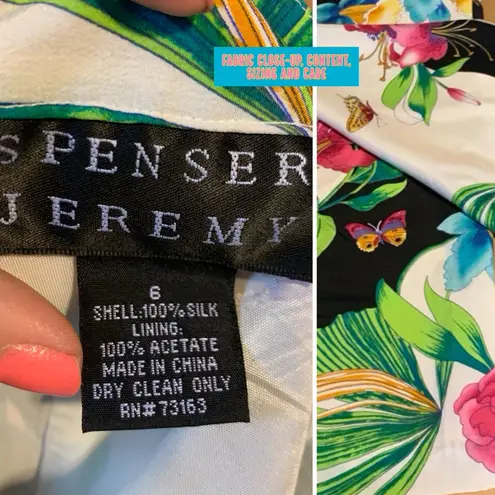 FABRIC CLOSE-UP, CONTENT,
SIZING AND CARE
SPENSER
JEREMY
6
SHELL:100% SILK
LINING:
100% ACETATE
MADE IN CHINA
DRY CLEAN ONLY
RN# 73163